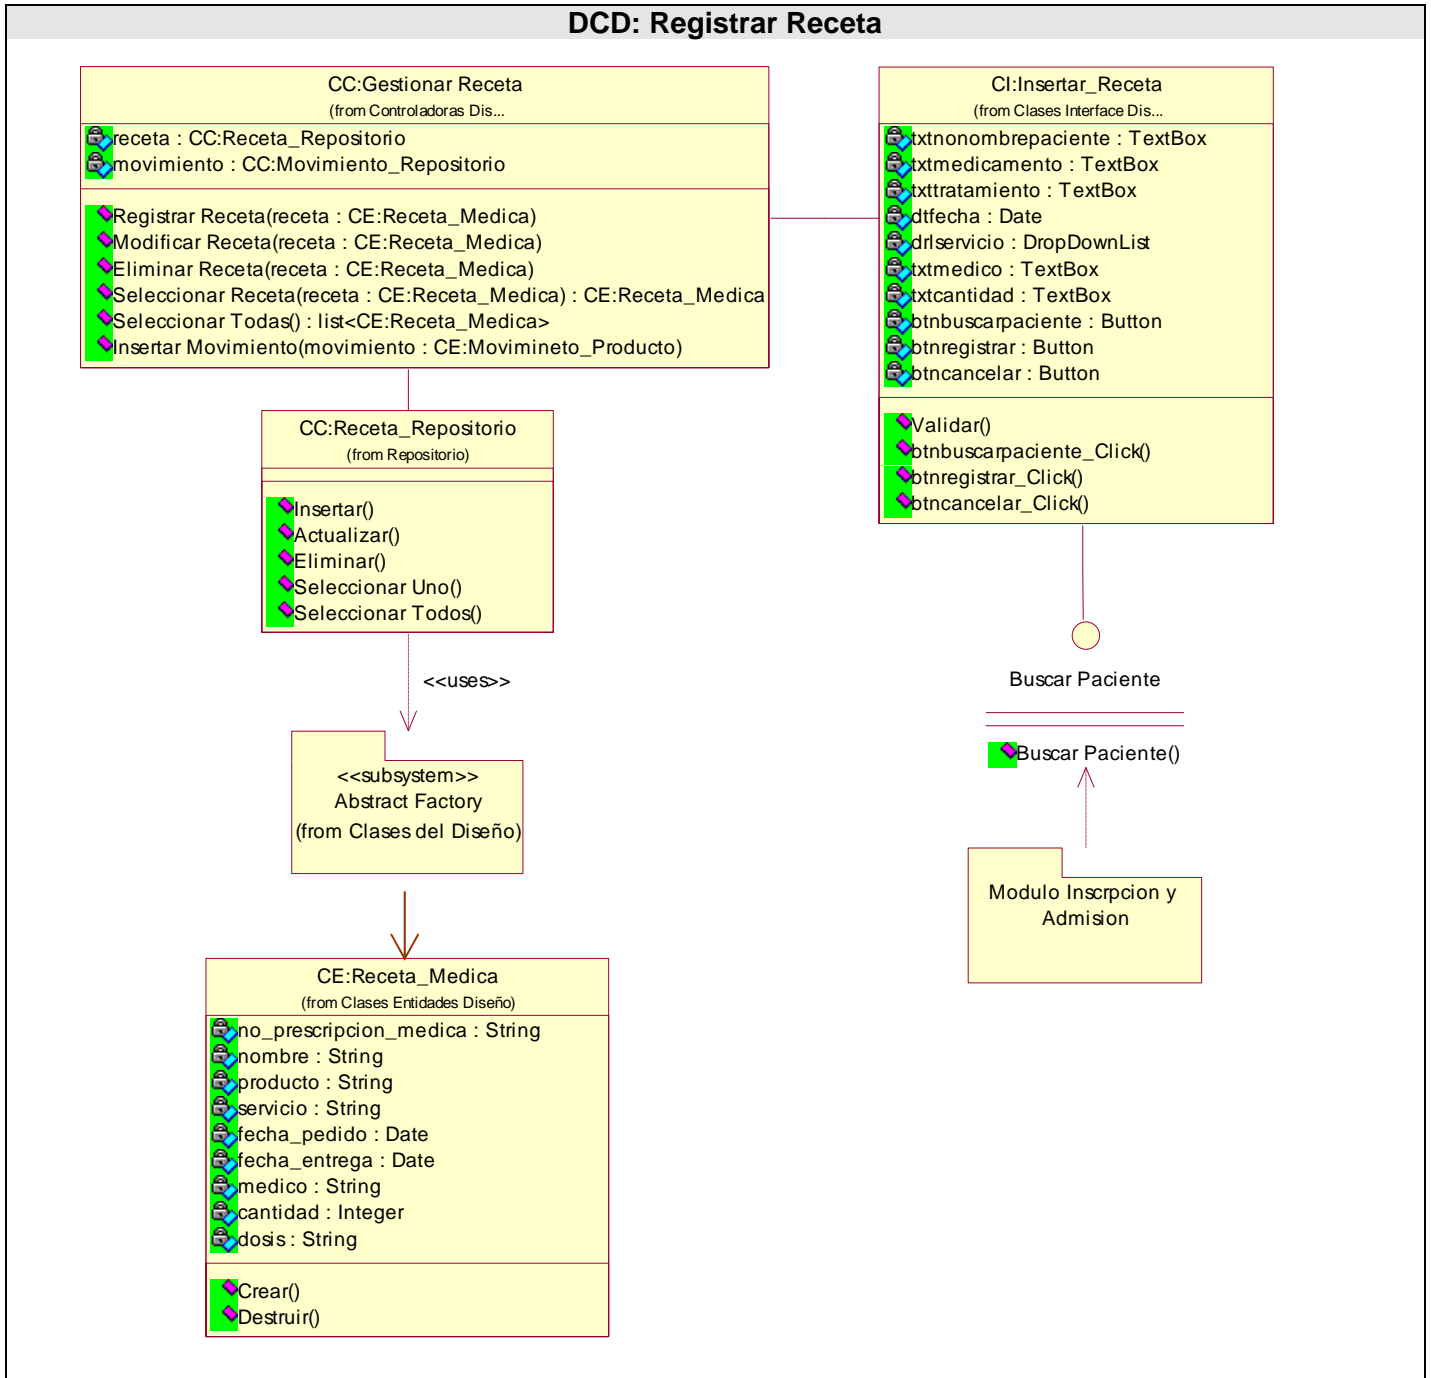 DCD: Registrar Receta
CC:Gestionar Receta
(from Controladoras Dis...
receta : CC:Receta_Repositorio
movimiento : CC:Movimiento_Repositorio
Registrar Receta(receta : CE:Receta_Medica)
Modificar Receta(receta : CE:Receta_Medica)
Eliminar Receta(receta : CE:Receta_Medica)
Seleccionar Receta(receta : CE:Receta_Medica) : CE:Receta_Medica
Seleccionar Todas() : list<CE:Receta_Medica>
Insertar Movimiento(movimiento : CE:Movimineto_Producto)
CI:Insertar_Receta
(from Clases Interface Dis...
txtnonombrepaciente : TextBox
txtmedicamento : TextBox
txttratamiento : TextBox
dtfecha : Date
drlservicio : DropDownList
txtmedico : TextBox
txtcantidad : TextBox
btnbuscarpaciente : Button
btnregistrar : Button
btncancelar : Button
Validar()
btnbuscarpaciente_Click()
btnregistrar_Click()
btncancelar_Click()
CC:Receta_Repositorio
(from Repositorio)
Insertar()
Actualizar()
Eliminar()
Seleccionar Uno()
Seleccionar Todos()
<<uses>>
Buscar Paciente
Buscar Paciente()
<<subsystem>>
Abstract Factory
(from Clases del Diseño)
Modulo Inscrpcion y
Admision
CE:Receta_Medica
(from Clases Entidades Diseño)
no_prescripcion_medica : String
nombre : String
producto : String
servicio : String
fecha_pedido : Date
fecha_entrega : Date
medico : String
cantidad : Integer
dosis : String
Crear()
Destruir()